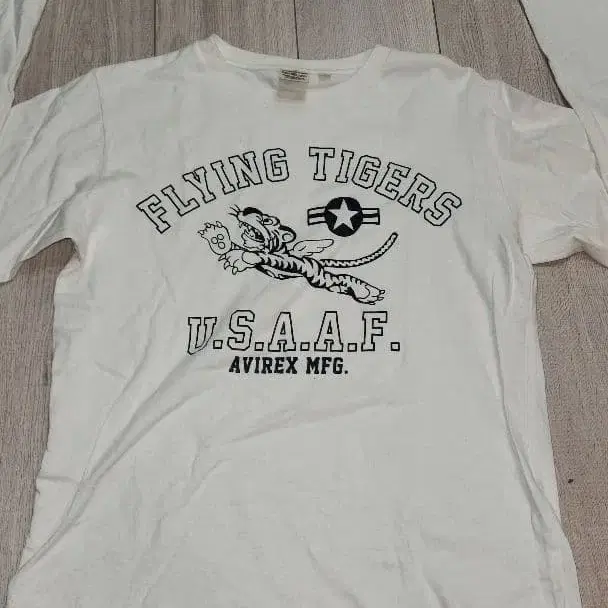 FLYING TIGERS
U.S.A.A.F.
AVIREX MFG.